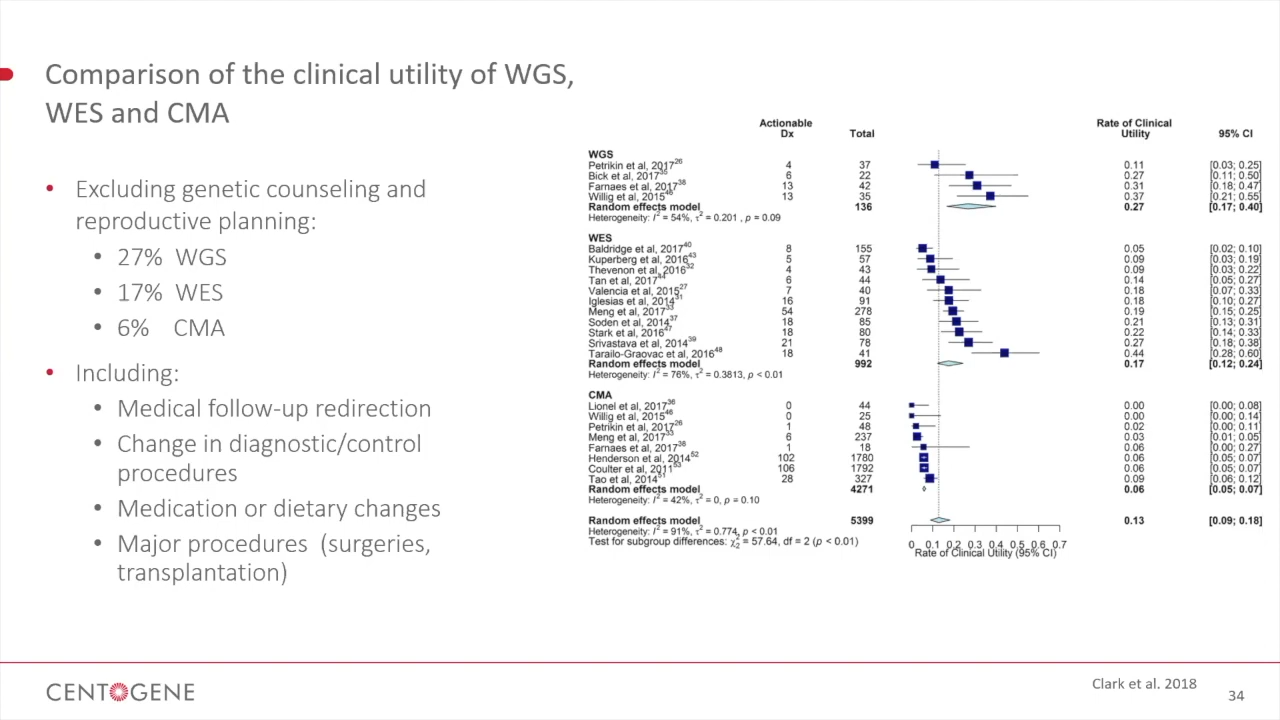 Comparison of the clinical utility of WGS,
WES and CMA
• Excluding genetic counseling and
reproductive planning:
• 27% WGS
• 17% WES
• 6% CMA
• Including:
• Medical follow-up redirection
• Change in diagnostic/control
procedures
• Medication or dietary changes
• Major procedures (surgeries,
transplantation)
Actionable Rate of Clinical
Dx Total Utility 95% CI
WGS
Petrikin et al, 2017²⁶ 4 37 0.11 [0.03; 0.25]
Bick et al, 2017 6 22 0.27 [0.11; 0.50]
Farnaes et al, 2017³⁸ 13 42 0.31 [0.18; 0.47]
Willig et al, 2015⁴⁶ 13 35 0.37 [0.21; 0.55]
Random effects model 136 0.27 [0.17; 0.40]
Heterogeneity: I² = 54%, τ² = 0.201 , p = 0.09
WES
Baldridge et al, 2017⁴⁰ 8 155 0.05 [0.02; 0.10]
Kuperberg et al, 2016⁴³ 5 57 0.09 [0.03; 0.19]
Thevenon et al, 2016³² 4 43 0.09 [0.03; 0.22]
Tan et al, 2017⁴⁴ 6 44 0.14 [0.05; 0.27]
Valencia et al, 2015²⁷ 7 40 0.18 [0.07; 0.33]
Iglesias et al, 2014³¹ 16 91 0.18 [0.10; 0.27]
Meng et al, 2017³³ 54 278 0.19 [0.15; 0.25]
Soden et al, 2014³⁷ 18 85 0.21 [0.13; 0.31]
Stark et al, 2016⁴⁷ 18 80 0.22 [0.14; 0.33]
Srivastava et al, 2014³⁹ 21 78 0.27 [0.18; 0.38]
Tarailo-Graovac et al, 2016⁴⁸ 18 41 0.44 [0.28; 0.60]
Random effects model 992 0.17 [0.12; 0.24]
Heterogeneity: I² = 76%, τ² = 0.3813, p < 0.01
CMA
Lionel et al, 2017³⁶ 0 44 0.00 [0.00; 0.08]
Willig et al, 2015⁴⁶ 0 25 0.00 [0.00; 0.14]
Petrikin et al, 2017²⁶ 1 48 0.02 [0.00; 0.11]
Meng et al, 2017³³ 6 237 0.03 [0.01; 0.05]
Farnaes et al, 2017³⁸ 1 18 0.06 [0.00; 0.27]
Henderson et al, 2014⁵² 102 1780 0.06 [0.05; 0.07]
Coulter et al, 2011⁵³ 106 1792 0.06 [0.05; 0.07]
Tao et al, 2014⁵¹ 28 327 0.09 [0.06; 0.12]
Random effects model 4271 0.06 [0.05; 0.07]
Heterogeneity: I² = 42%, τ² = 0, p = 0.10
Random effects model 5399 0.13 [0.09; 0.18]
Heterogeneity: I² = 91%, τ² = 0.774, p < 0.01
Test for subgroup differences: χ²₂ = 57.64, df = 2 (p < 0.01)
0 0.1 0.2 0.3 0.4 0.5 0.6 0.7
Rate of Clinical Utility (95% CI)
CENTOGENE
Clark et al. 2018
34